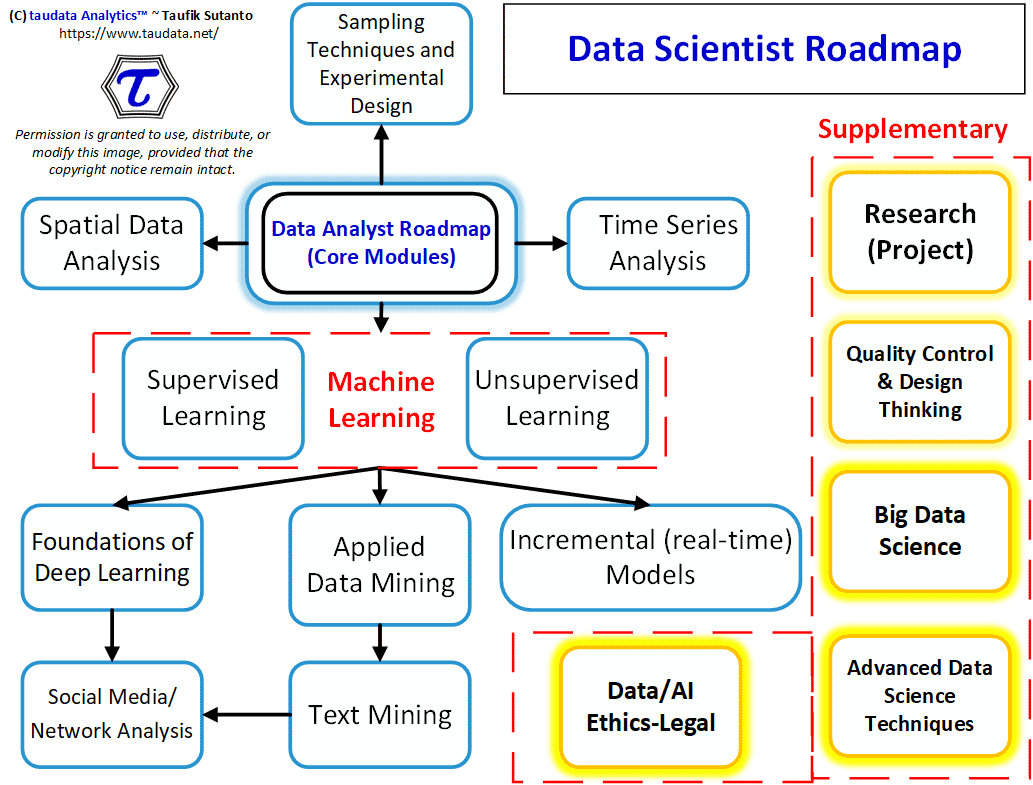 (C) taudata Analytics™ ~ Taufik Sutanto
https://www.taudata.net/
τ
Permission is granted to use, distribute, or
modify this image, provided that the
copyright notice remain intact.
Sampling
Techniques and
Experimental
Design
Data Scientist Roadmap
Spatial Data
Analysis
Data Analyst Roadmap
(Core Modules)
Time Series
Analysis
Supervised
Learning
Machine
Learning
Unsupervised
Learning
Foundations of
Deep Learning
Applied
Data Mining
Incremental (real-time)
Models
Social Media/
Network Analysis
Text Mining
Data/AI
Ethics-Legal
Supplementary
Research
(Project)
Quality Control
& Design
Thinking
Big Data
Science
Advanced Data
Science
Techniques